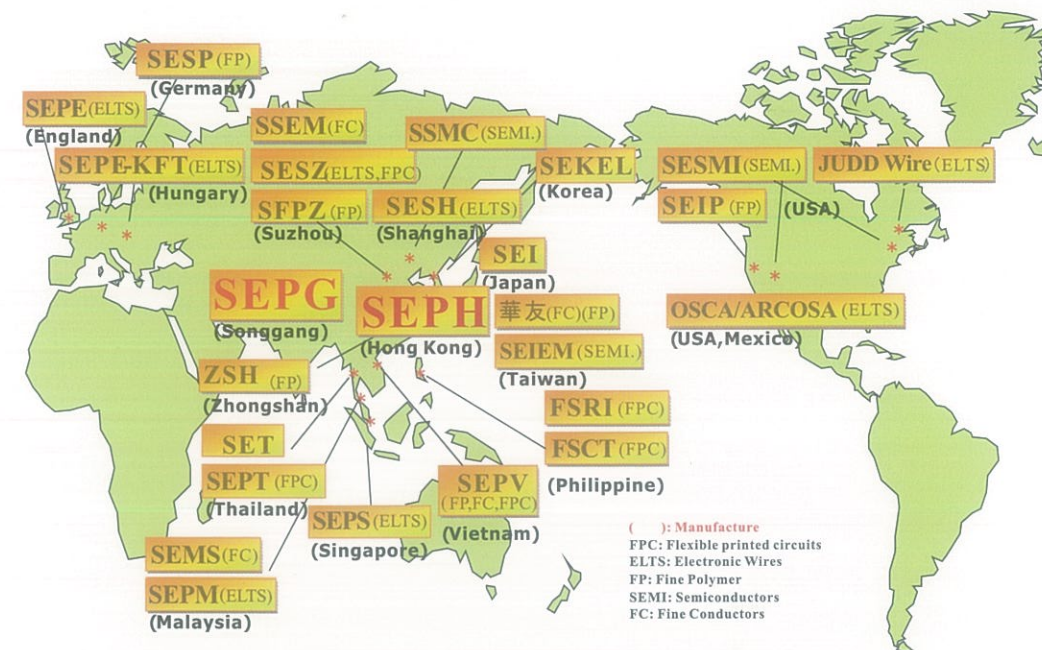 SESP (FP)
(Germany)
SEPE(ELTS)
(England)
SEPE-KFT(ELTS)
(Hungary)
SSEM(FC)
SESZ(ELTS,FPC)
SFPZ (FP)
(Suzhou)
SSMC(SEMI.)
SESH(ELTS)
(Shanghai)
SEKEL
(Korea)
SEI
(Japan)
SESMI(SEMI.)
JUDD Wire(ELTS)
SEIP (FP)
(USA)
OSCA/ARCOSA (ELTS)
(USA,Mexico)
SEPG
(Songgang)
SEPH
(Hong Kong)
華友(FC)(FP)
SEIEM(SEMI.)
(Taiwan)
ZSH (FP)
(Zhongshan)
SET
SEPT (FPC)
(Thailand)
FSRI (FPC)
FSCT (FPC)
(Philippine)
SEPV
(FP,FC,FPC)
(Vietnam)
SEPS(ELTS)
(Singapore)
SEMS(FC)
SEPM(ELTS)
(Malaysia)
( ): Manufacture
FPC: Flexible printed circuits
ELTS: Electronic Wires
FP: Fine Polymer
SEMI: Semiconductors
FC: Fine Conductors